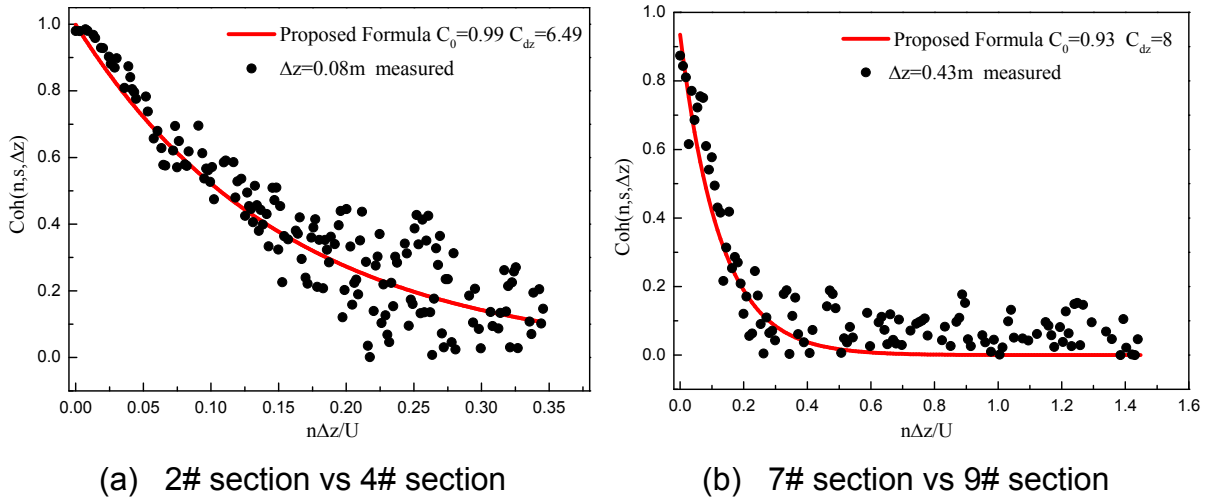 Proposed Formula C0=0.99 Cdz=6.49
Δz=0.08m measured
Coh(n,s,Δz)
1.0
0.8
0.6
0.4
0.2
0.0
0.00 0.05 0.10 0.15 0.20 0.25 0.30 0.35
nΔz/U
(a) 2# section vs 4# section
Proposed Formula C0=0.93 Cdz=8
Δz=0.43m measured
Coh(n,s,Δz)
1.0
0.8
0.6
0.4
0.2
0.0
0.0 0.2 0.4 0.6 0.8 1.0 1.2 1.4 1.6
nΔz/U
(b) 7# section vs 9# section